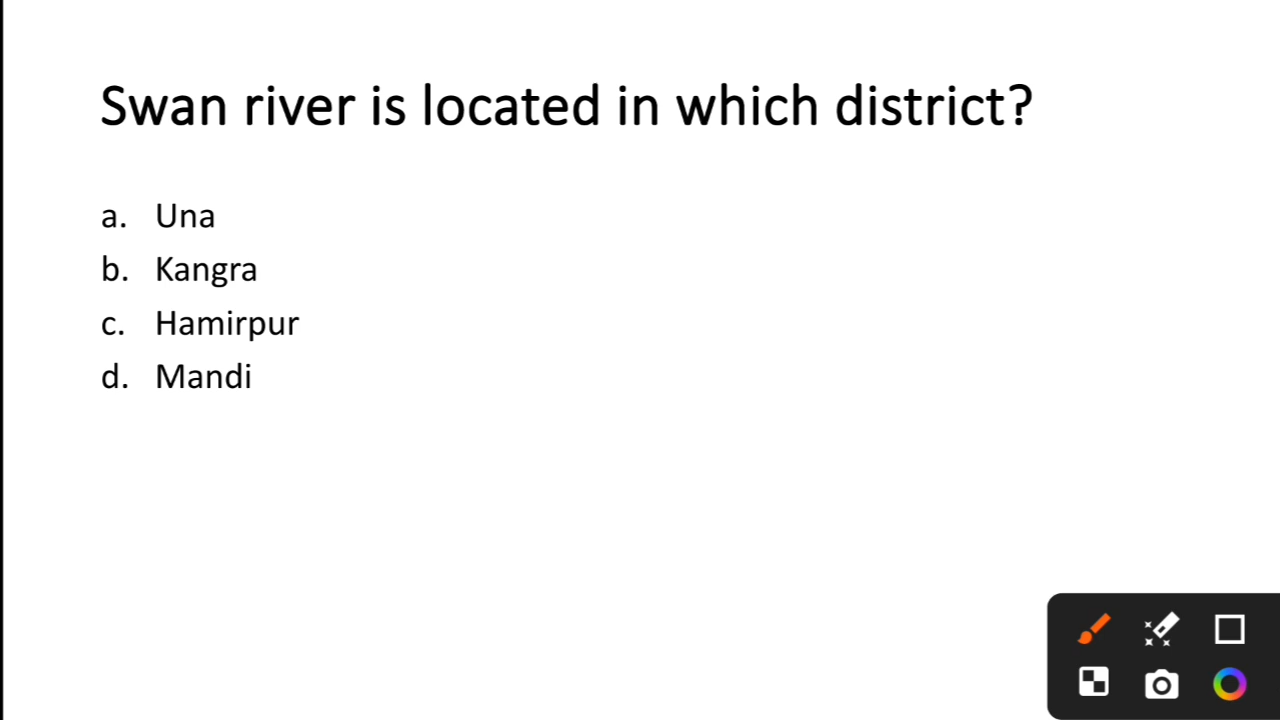 Swan river is located in which district?
a. Una
b. Kangra
c. Hamirpur
d. Mandi